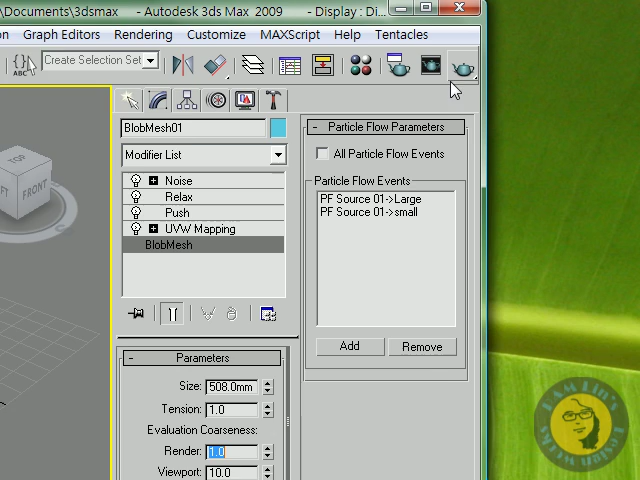 \Documents\3dsmax - Autodesk 3ds Max 2009 - Display : Di...
n Graph Editors Rendering Customize MAXScript Help Tentacles
ABC Create Selection Set
TOP
FT FRONT
BlobMesh01
Modifier List
Noise
Relax
Push
UVW Mapping
BlobMesh
- Parameters
Size: 508.0mm
Tension: 1.0
Evaluation Coarseness:
Render: 1.0
Viewport: 10.0
- Particle Flow Parameters
All Particle Flow Events
Particle Flow Events
PF Source 01->Large
PF Source 01->small
Add Remove